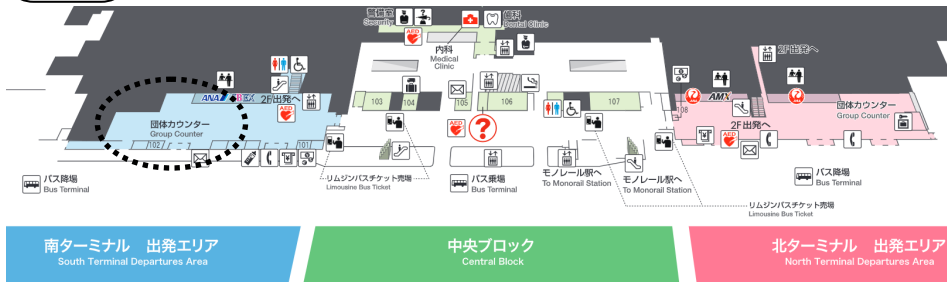 警備室
Security
AED
歯科
Dental Clinic
内科
Medical
Clinic
2F出発へ
ANA
2F出発へ
AED
103
104
105
106
107
108
AMX
団体カウンター
Group Counter
102
101
AED
?
2F出発へ
AED
団体カウンター
Group Counter
バス降場
Bus Terminal
リムジンバスチケット売場
Limousine Bus Ticket
バス乗場
Bus Terminal
モノレール駅へ
To Monorail Station
モノレール駅へ
To Monorail Station
バス降場
Bus Terminal
リムジンバスチケット売場
Limousine Bus Ticket
南ターミナル 出発エリア
South Terminal Departures Area
中央ブロック
Central Block
北ターミナル 出発エリア
North Terminal Departures Area